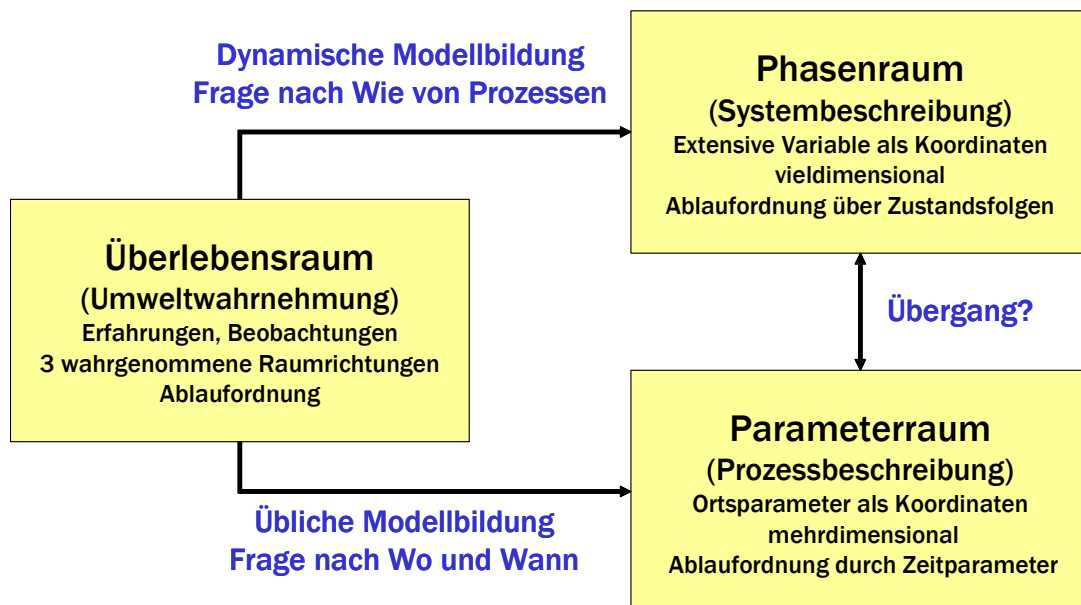 Dynamische Modellbildung
Frage nach Wie von Prozessen
Phasenraum
(Systembeschreibung)
Extensive Variable als Koordinaten
vieldimensional
Ablaufordnung über Zustandsfolgen
Überlebensraum
(Umweltwahrnehmung)
Erfahrungen, Beobachtungen
3 wahrgenommene Raumrichtungen
Ablaufordnung
Übergang?
Parameterraum
(Prozessbeschreibung)
Ortsparameter als Koordinaten
mehrdimensional
Ablaufordnung durch Zeitparameter
Übliche Modellbildung
Frage nach Wo und Wann